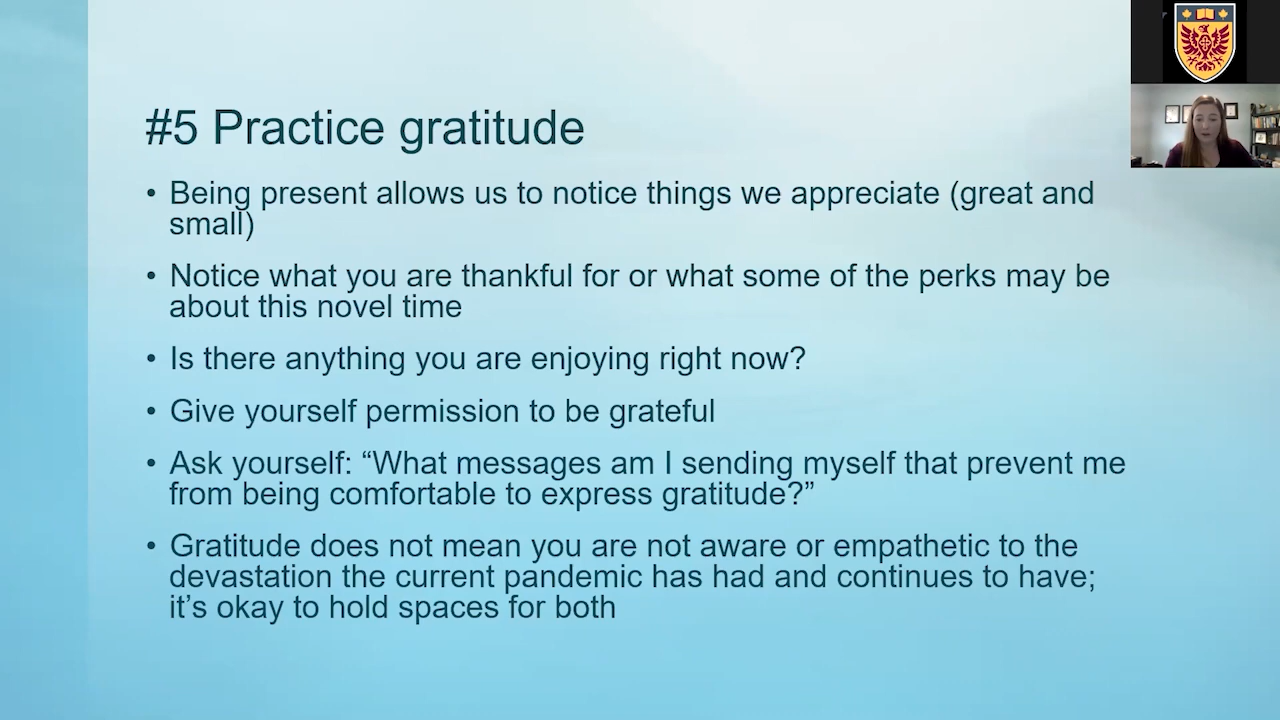 #5 Practice gratitude
• Being present allows us to notice things we appreciate (great and
small)
• Notice what you are thankful for or what some of the perks may be
about this novel time
• Is there anything you are enjoying right now?
• Give yourself permission to be grateful
• Ask yourself: “What messages am I sending myself that prevent me
from being comfortable to express gratitude?”
• Gratitude does not mean you are not aware or empathetic to the
devastation the current pandemic has had and continues to have;
it’s okay to hold spaces for both